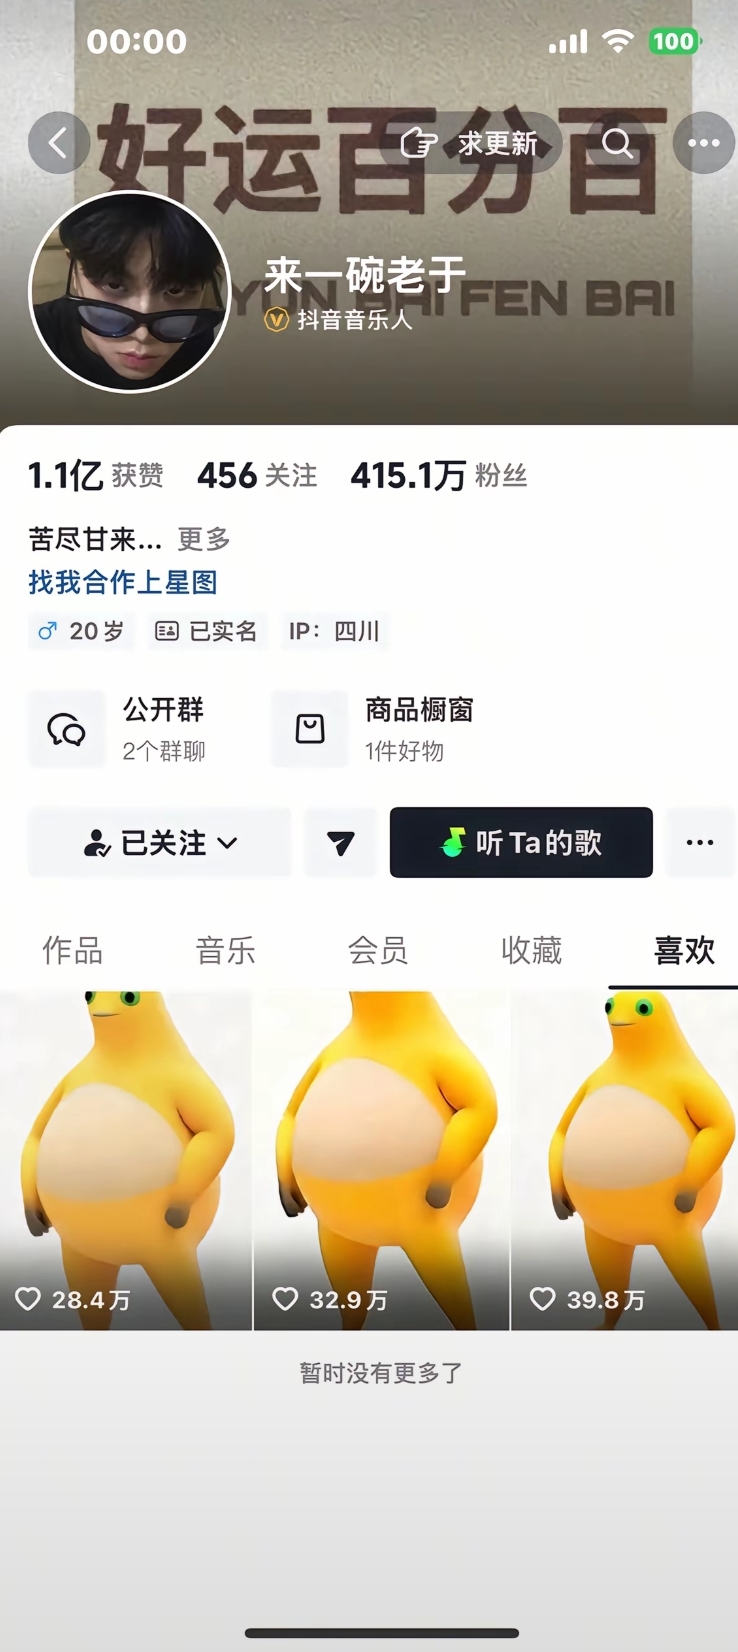 00:00
100
好运百分百
求更新
来一碗老于
YUN BAI FEN BAI
抖音音乐人
1.1亿 获赞 456 关注 415.1万 粉丝
苦尽甘来... 更多
找我合作上星图
20岁 已实名 IP：四川
公开群 商品橱窗
2个群聊 1件好物
已关注 听Ta的歌
作品 音乐 会员 收藏 喜欢
28.4万 32.9万 39.8万
暂时没有更多了